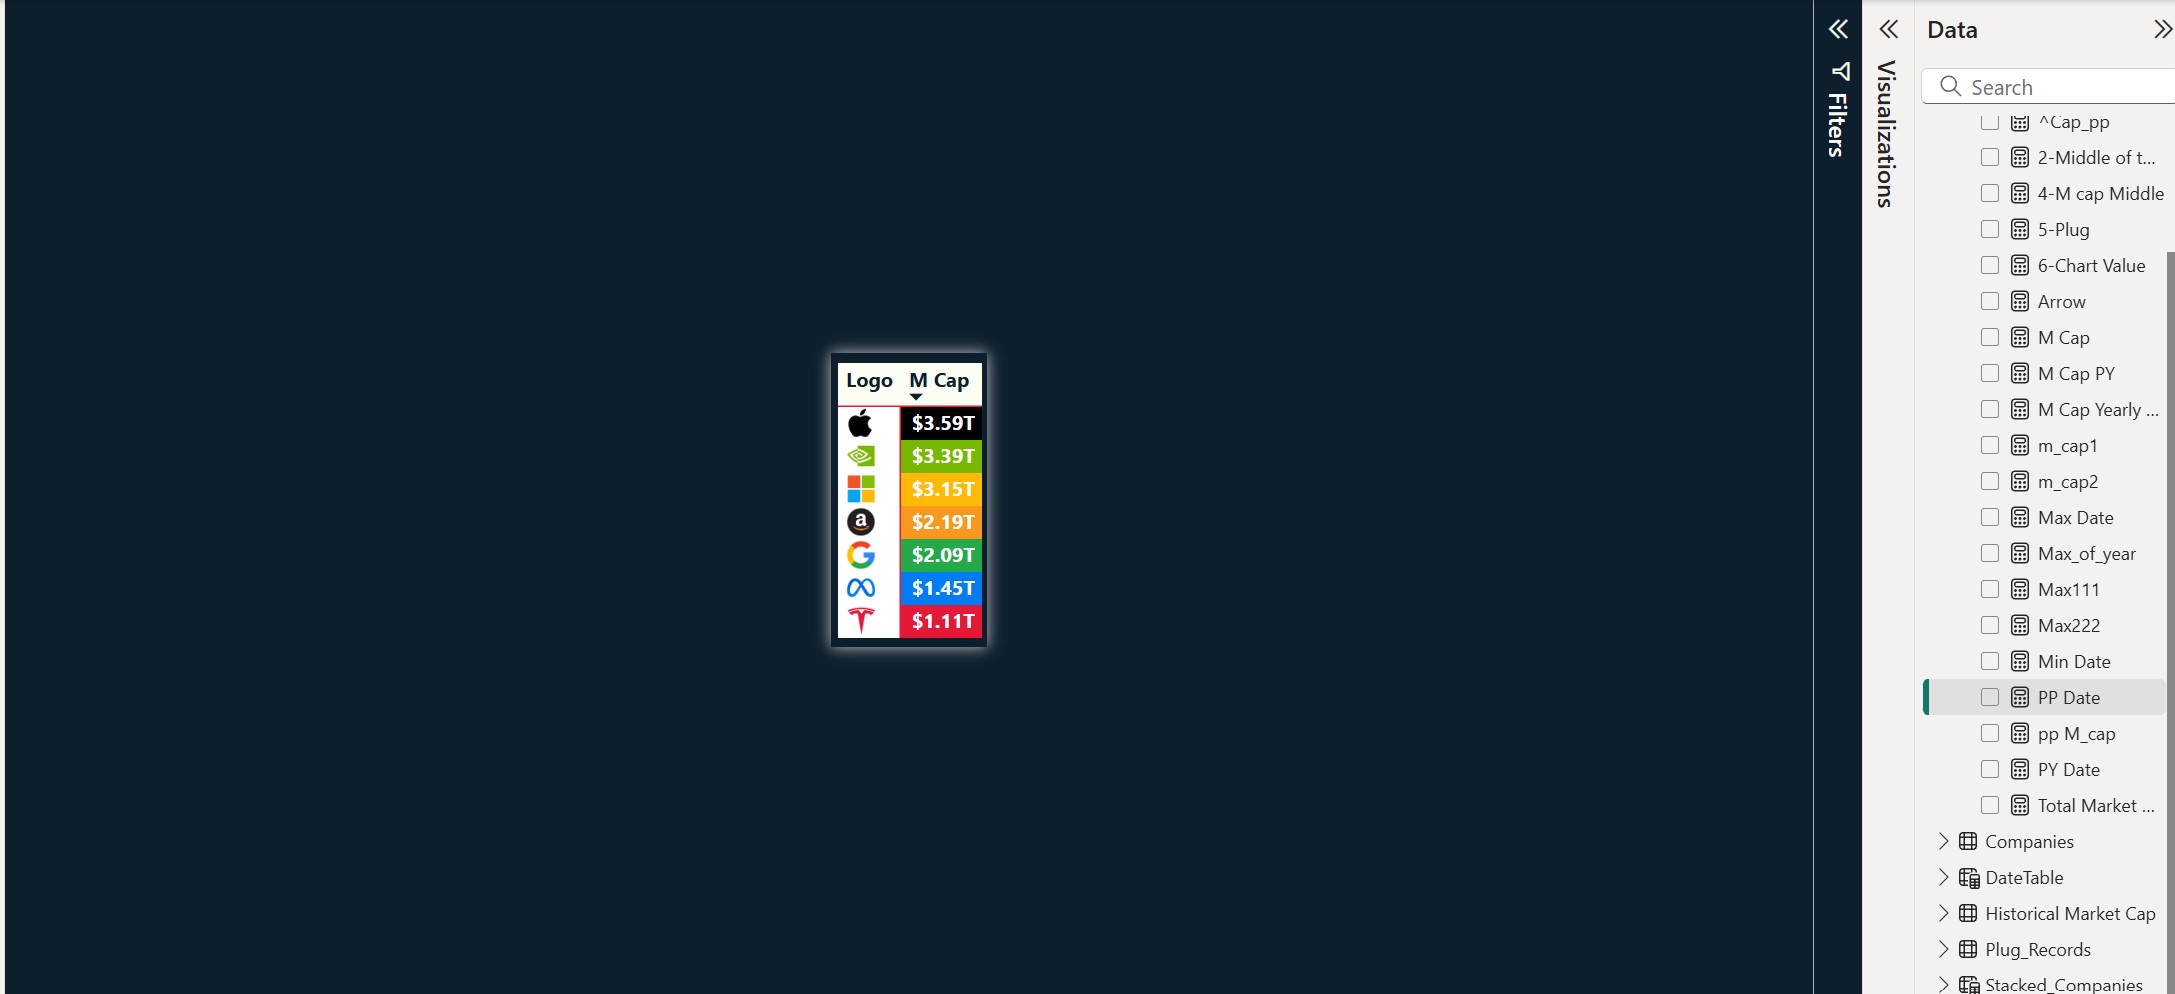 Logo M Cap
$3.59T
$3.39T
$3.15T
a $2.19T
G $2.09T
$1.45T
$1.11T
Filters
Visualizations
Data
Search
^Cap_pp
2-Middle of t...
4-M cap Middle
5-Plug
6-Chart Value
Arrow
M Cap
M Cap PY
M Cap Yearly ...
m_cap1
m_cap2
Max Date
Max_of_year
Max111
Max222
Min Date
PP Date
pp M_cap
PY Date
Total Market ...
Companies
DateTable
Historical Market Cap
Plug_Records
Stacked_Companies